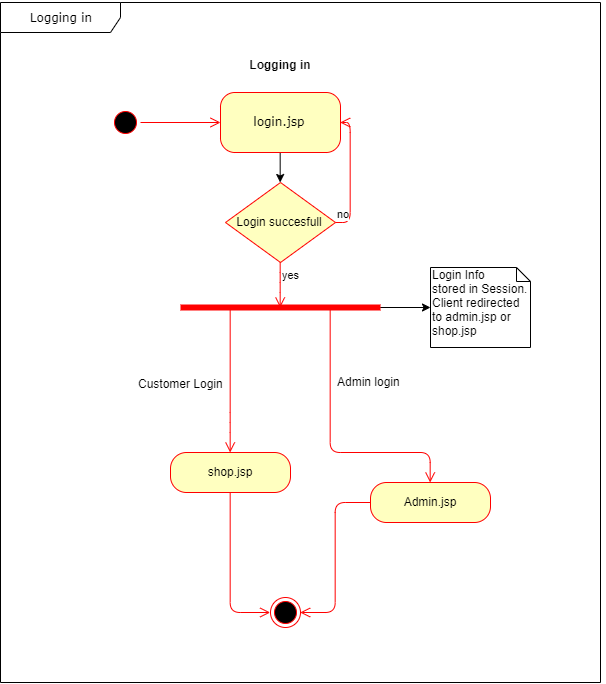 Logging in
Logging in
login.jsp
Login succesfull
no
yes
Login Info
stored in Session.
Client redirected
to admin.jsp or
shop.jsp
Customer Login
Admin login
shop.jsp
Admin.jsp